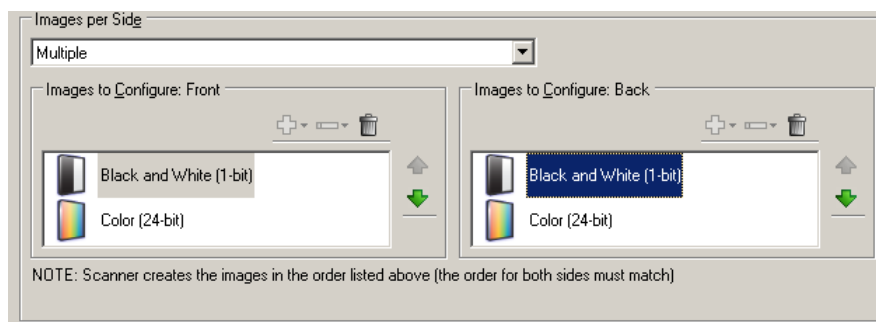 Images per Side
Multiple
Images to Configure: Front
Images to Configure: Back
Black and White (1-bit)
Color (24-bit)
Black and White (1-bit)
Color (24-bit)
NOTE: Scanner creates the images in the order listed above (the order for both sides must match)